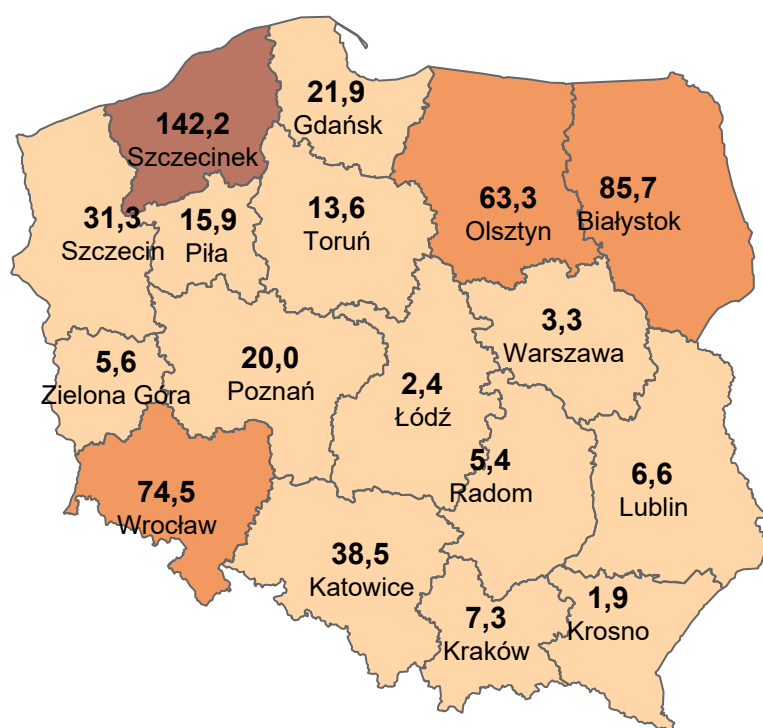 21,9
Gdańsk
142,2
Szczecinek
63,3
Olsztyn
85,7
Białystok
31,3
Szczecin
15,9
Piła
13,6
Toruń
3,3
Warszawa
5,6
Zielona Góra
20,0
Poznań
2,4
Łódź
5,4
Radom
6,6
Lublin
74,5
Wrocław
38,5
Katowice
7,3
Kraków
1,9
Krosno